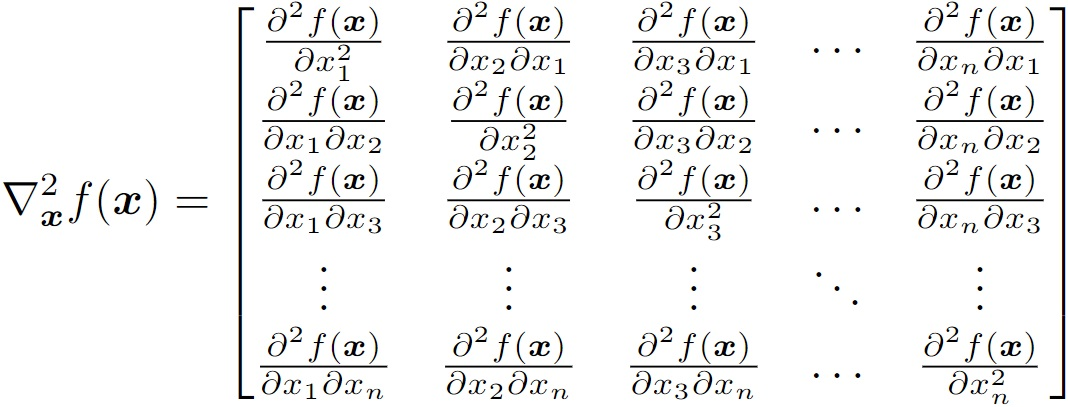 ∇²ₓf(𝒙) =
∂²f(𝒙)/∂x₁² ∂²f(𝒙)/∂x₂∂x₁ ∂²f(𝒙)/∂x₃∂x₁ … ∂²f(𝒙)/∂xₙ∂x₁
∂²f(𝒙)/∂x₁∂x₂ ∂²f(𝒙)/∂x₂² ∂²f(𝒙)/∂x₃∂x₂ … ∂²f(𝒙)/∂xₙ∂x₂
∂²f(𝒙)/∂x₁∂x₃ ∂²f(𝒙)/∂x₂∂x₃ ∂²f(𝒙)/∂x₃² … ∂²f(𝒙)/∂xₙ∂x₃
⋮ ⋮ ⋮ ⋱ ⋮
∂²f(𝒙)/∂x₁∂xₙ ∂²f(𝒙)/∂x₂∂xₙ ∂²f(𝒙)/∂x₃∂xₙ … ∂²f(𝒙)/∂xₙ²